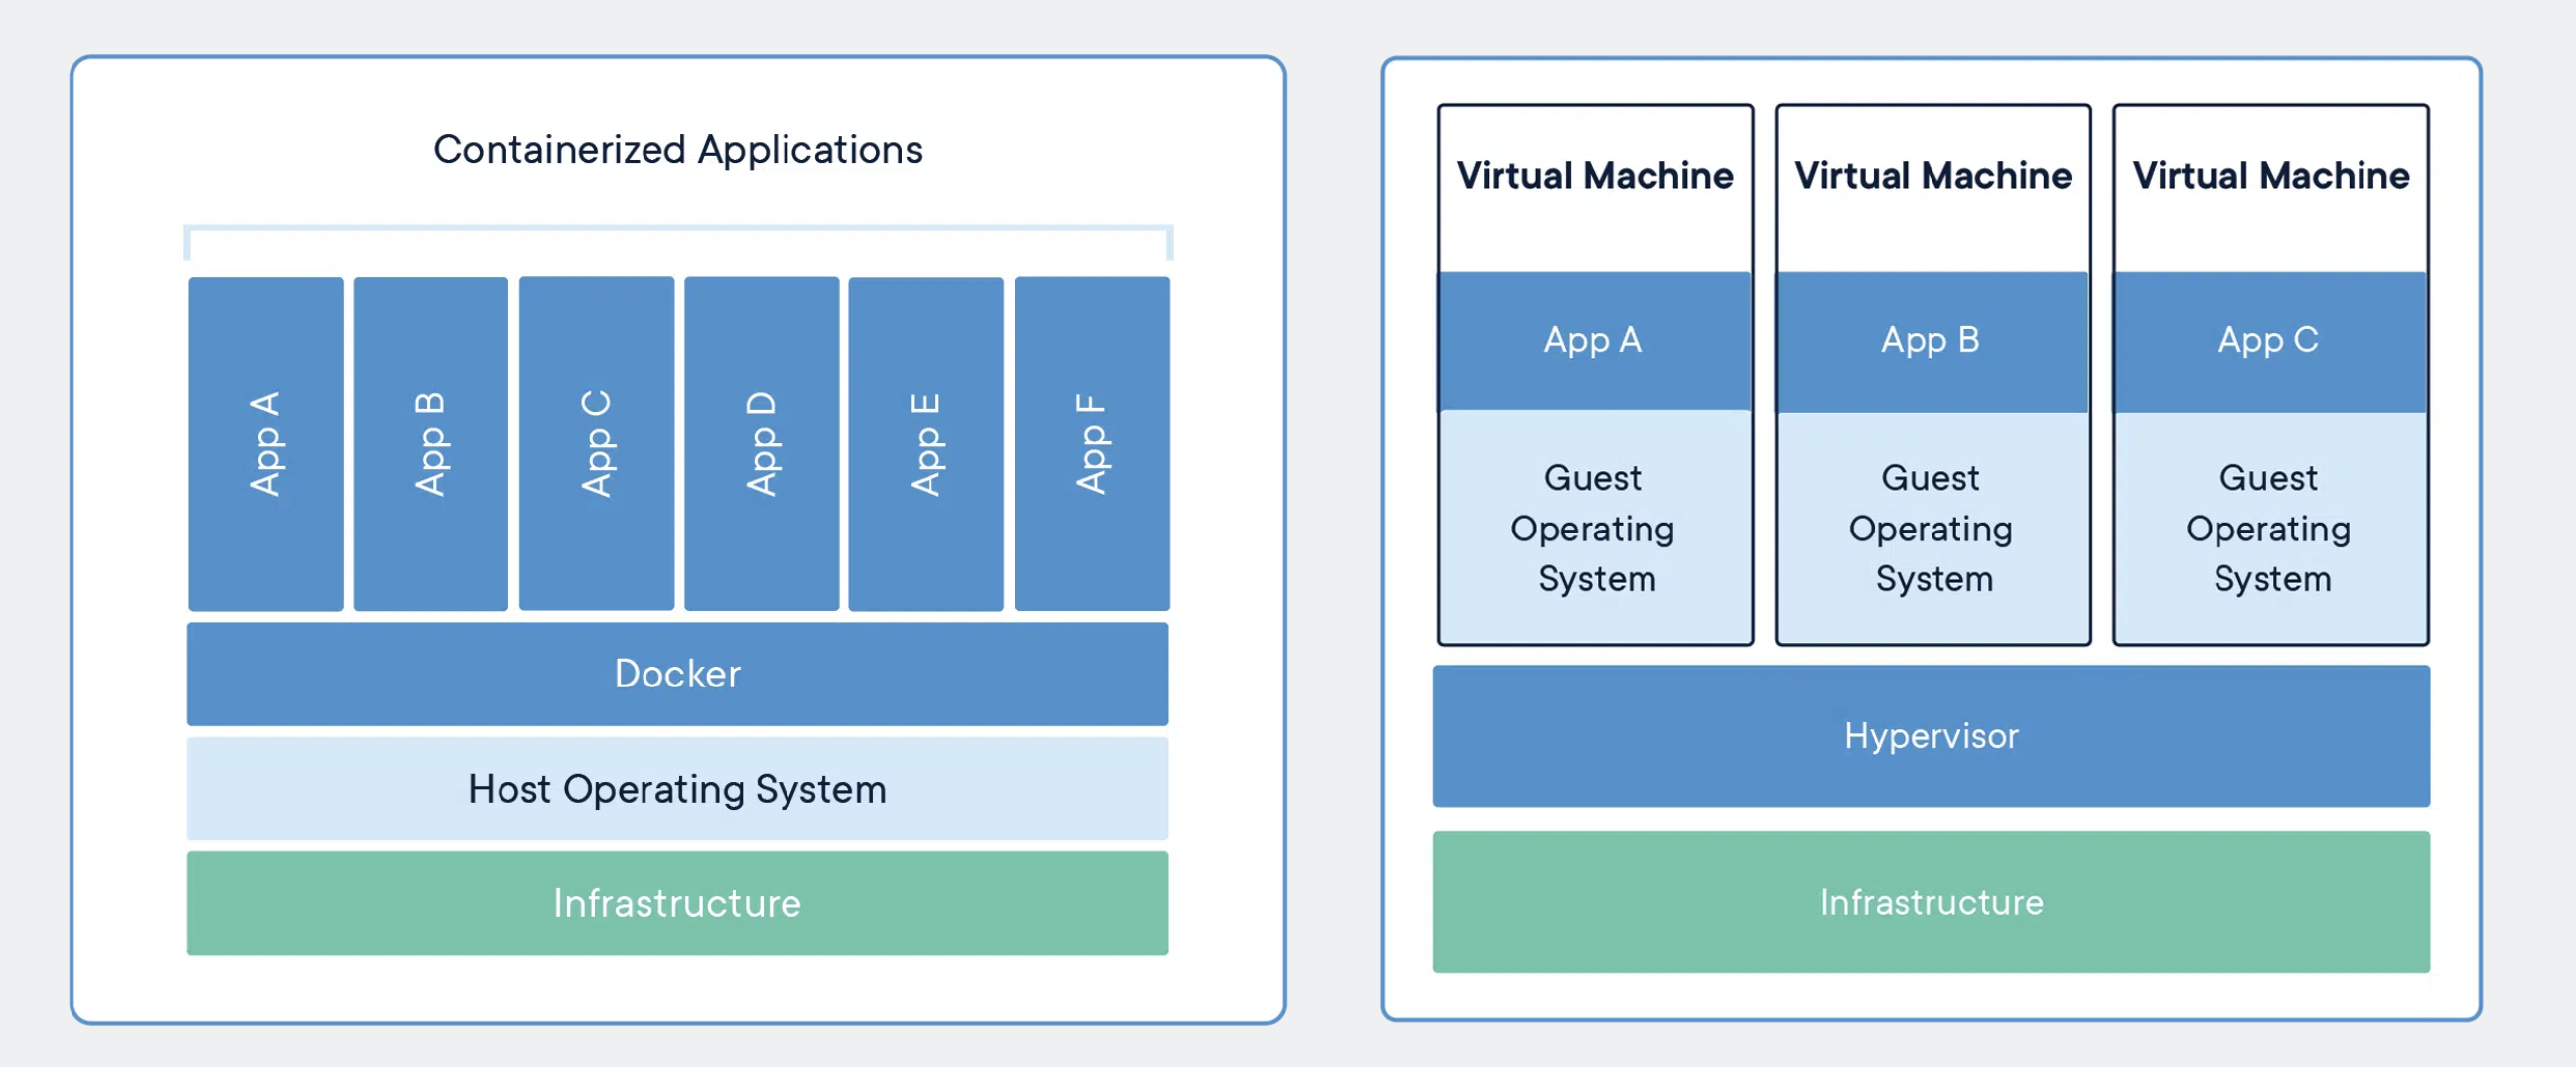 Containerized Applications
App A
App B
App C
App D
App E
App F
Docker
Host Operating System
Infrastructure
Virtual Machine
App A
Guest
Operating
System
Virtual Machine
App B
Guest
Operating
System
Virtual Machine
App C
Guest
Operating
System
Hypervisor
Infrastructure